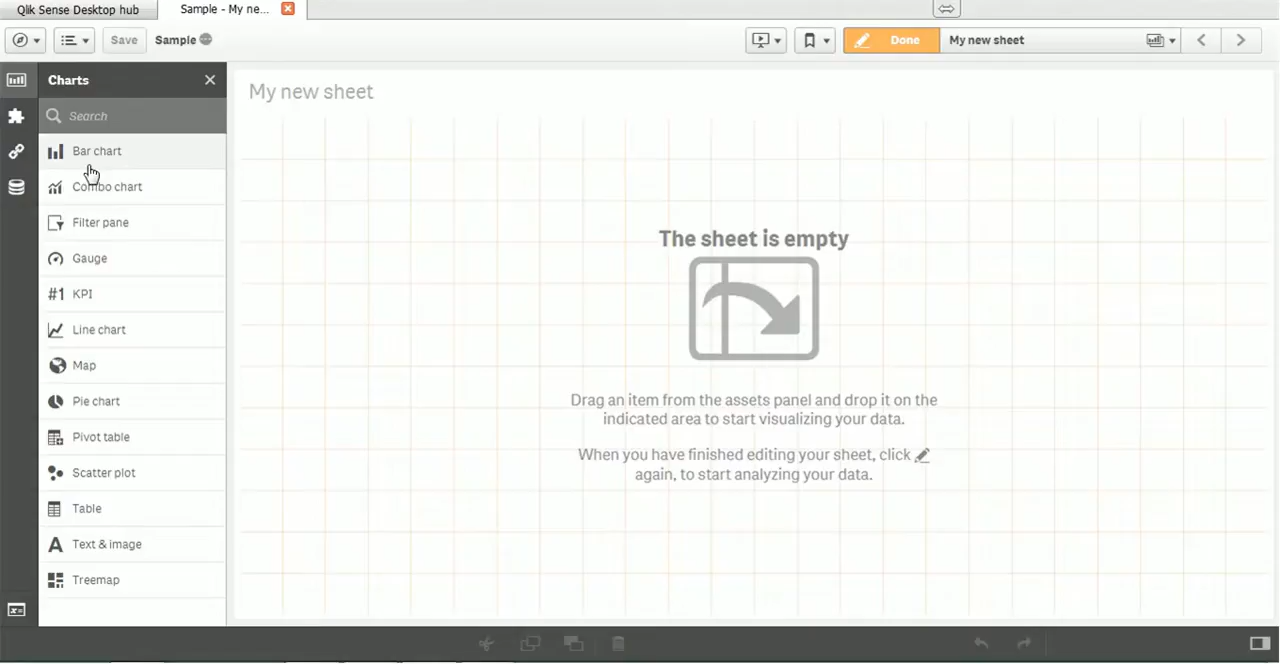 Qlik Sense Desktop hub
Sample - My ne...
Save
Sample
Done
My new sheet
Charts
Search
Bar chart
Combo chart
Filter pane
Gauge
#1 KPI
Line chart
Map
Pie chart
Pivot table
Scatter plot
Table
A Text & image
Treemap
My new sheet
The sheet is empty
Drag an item from the assets panel and drop it on the
indicated area to start visualizing your data.
When you have finished editing your sheet, click
again, to start analyzing your data.